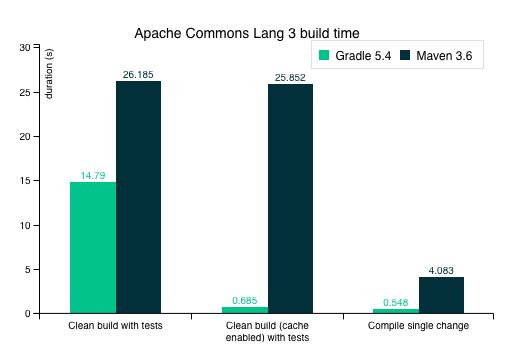 Apache Commons Lang 3 build time
Gradle 5.4 Maven 3.6
duration (s)
30
25
20
15
10
5
0
14.79
26.185
0.685
25.852
0.548
4.083
Clean build with tests
Clean build (cache
enabled) with tests
Compile single change